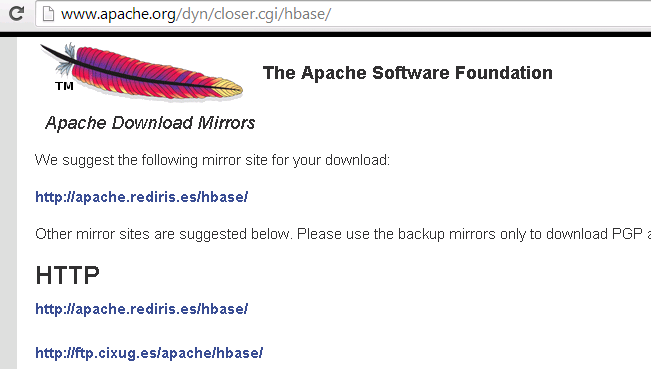 www.apache.org/dyn/closer.cgi/hbase/
TM
The Apache Software Foundation
Apache Download Mirrors
We suggest the following mirror site for your download:
http://apache.rediris.es/hbase/
Other mirror sites are suggested below. Please use the backup mirrors only to download PGP a
HTTP
http://apache.rediris.es/hbase/
http://ftp.cixug.es/apache/hbase/